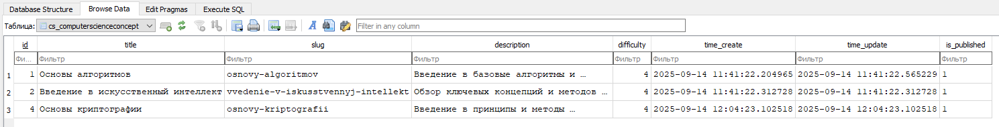 Database Structure Browse Data Edit Pragmas Execute SQL
Таблица: cs_computerscienceconcept Filter in any column
id title slug description difficulty time_create time_update is_published
Фи... Фильтр Фильтр Фильтр Фильтр Фильтр Фильтр Фильтр
1 1 Основы алгоритмов osnovy-algoritmov Введение в базовые алгоритмы и ... 4 2025-09-14 11:41:22.204965 2025-09-14 11:41:22.565229 1
2 2 Введение в искусственный интеллект vvedenie-v-iskusstvennyj-intellekt Обзор ключевых концепций и методов ... 4 2025-09-14 11:41:22.312728 2025-09-14 11:41:22.312728 1
3 4 Основы криптографии osnovy-kriptografii Введение в принципы и методы ... 4 2025-09-14 12:04:23.102518 2025-09-14 12:04:23.102518 1